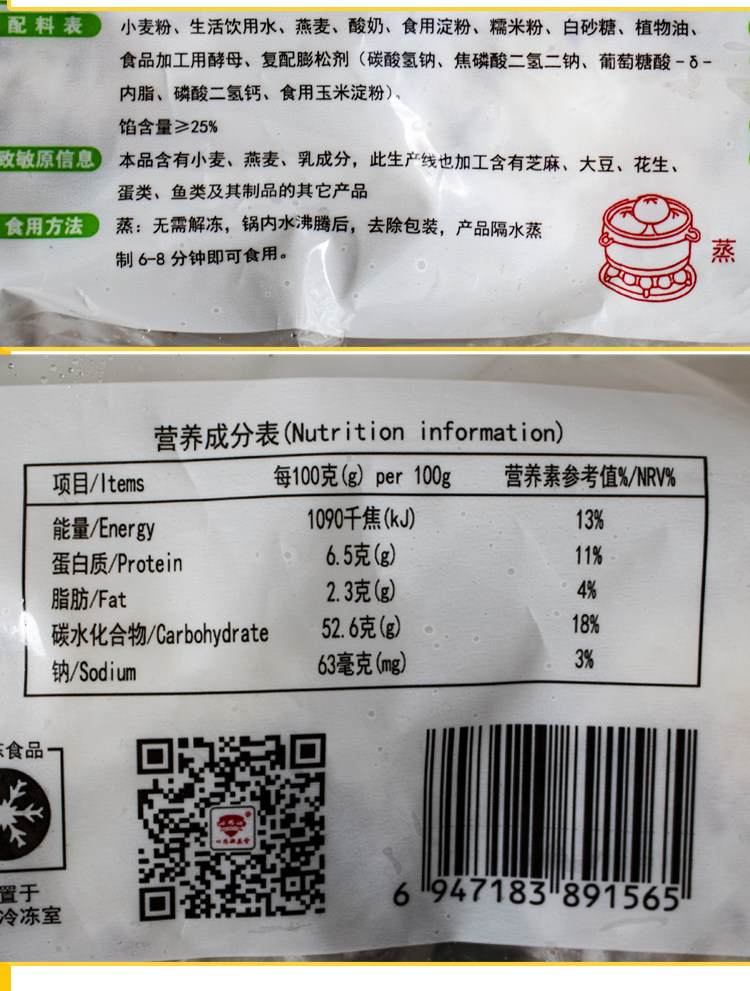 配料表 小麦粉、生活饮用水、燕麦、酸奶、食用淀粉、糯米粉、白砂糖、植物油、
食品加工用酵母、复配膨松剂（碳酸氢钠、焦磷酸二氢二钠、葡萄糖酸-δ-
内脂、磷酸二氢钙、食用玉米淀粉）。
馅含量≥25%
致敏原信息 本品含有小麦、燕麦、乳成分，此生产线也加工含有芝麻、大豆、花生、
蛋类、鱼类及其制品的其它产品
食用方法 蒸：无需解冻，锅内水沸腾后，去除包装，产品隔水蒸
制6-8分钟即可食用。
蒸
营养成分表(Nutrition information)
项目/Items 每100克(g) per 100g 营养素参考值%/NRV%
能量/Energy 1090千焦(kJ) 13%
蛋白质/Protein 6.5克(g) 11%
脂肪/Fat 2.3克(g) 4%
碳水化合物/Carbohydrate 52.6克(g) 18%
钠/Sodium 63毫克(mg) 3%
冻食品
置于
冷冻室
6 947183 891565